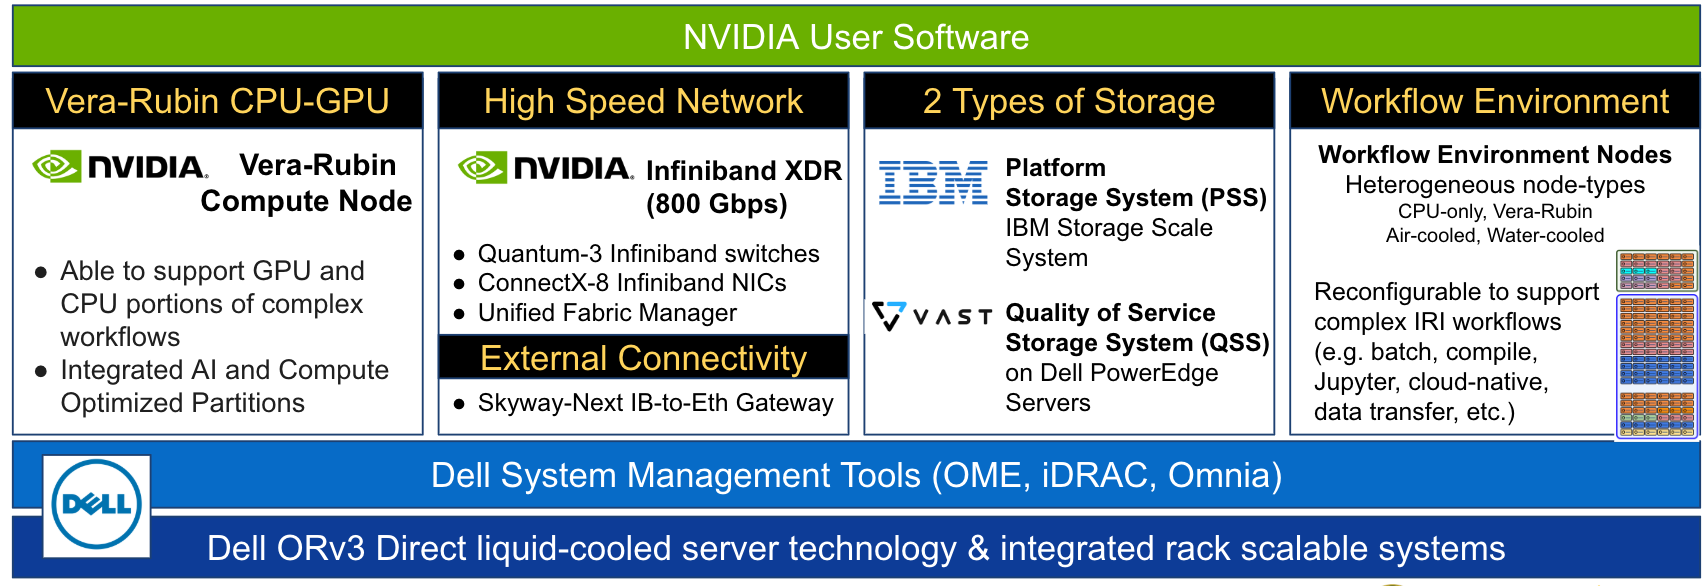 NVIDIA User Software
Vera-Rubin CPU-GPU
NVIDIA. Vera-Rubin
Compute Node
● Able to support GPU and
CPU portions of complex
workflows
● Integrated AI and Compute
Optimized Partitions
High Speed Network
NVIDIA. Infiniband XDR
(800 Gbps)
● Quantum-3 Infiniband switches
● ConnectX-8 Infiniband NICs
● Unified Fabric Manager
External Connectivity
● Skyway-Next IB-to-Eth Gateway
2 Types of Storage
IBM
Platform
Storage System (PSS)
IBM Storage Scale
System
VAST
Quality of Service
Storage System (QSS)
on Dell PowerEdge
Servers
Workflow Environment
Workflow Environment Nodes
Heterogeneous node-types
CPU-only, Vera-Rubin
Air-cooled, Water-cooled
Reconfigurable to support
complex IRI workflows
(e.g. batch, compile,
Jupyter, cloud-native,
data transfer, etc.)
Dell System Management Tools (OME, iDRAC, Omnia)
DELL
Dell ORv3 Direct liquid-cooled server technology & integrated rack scalable systems